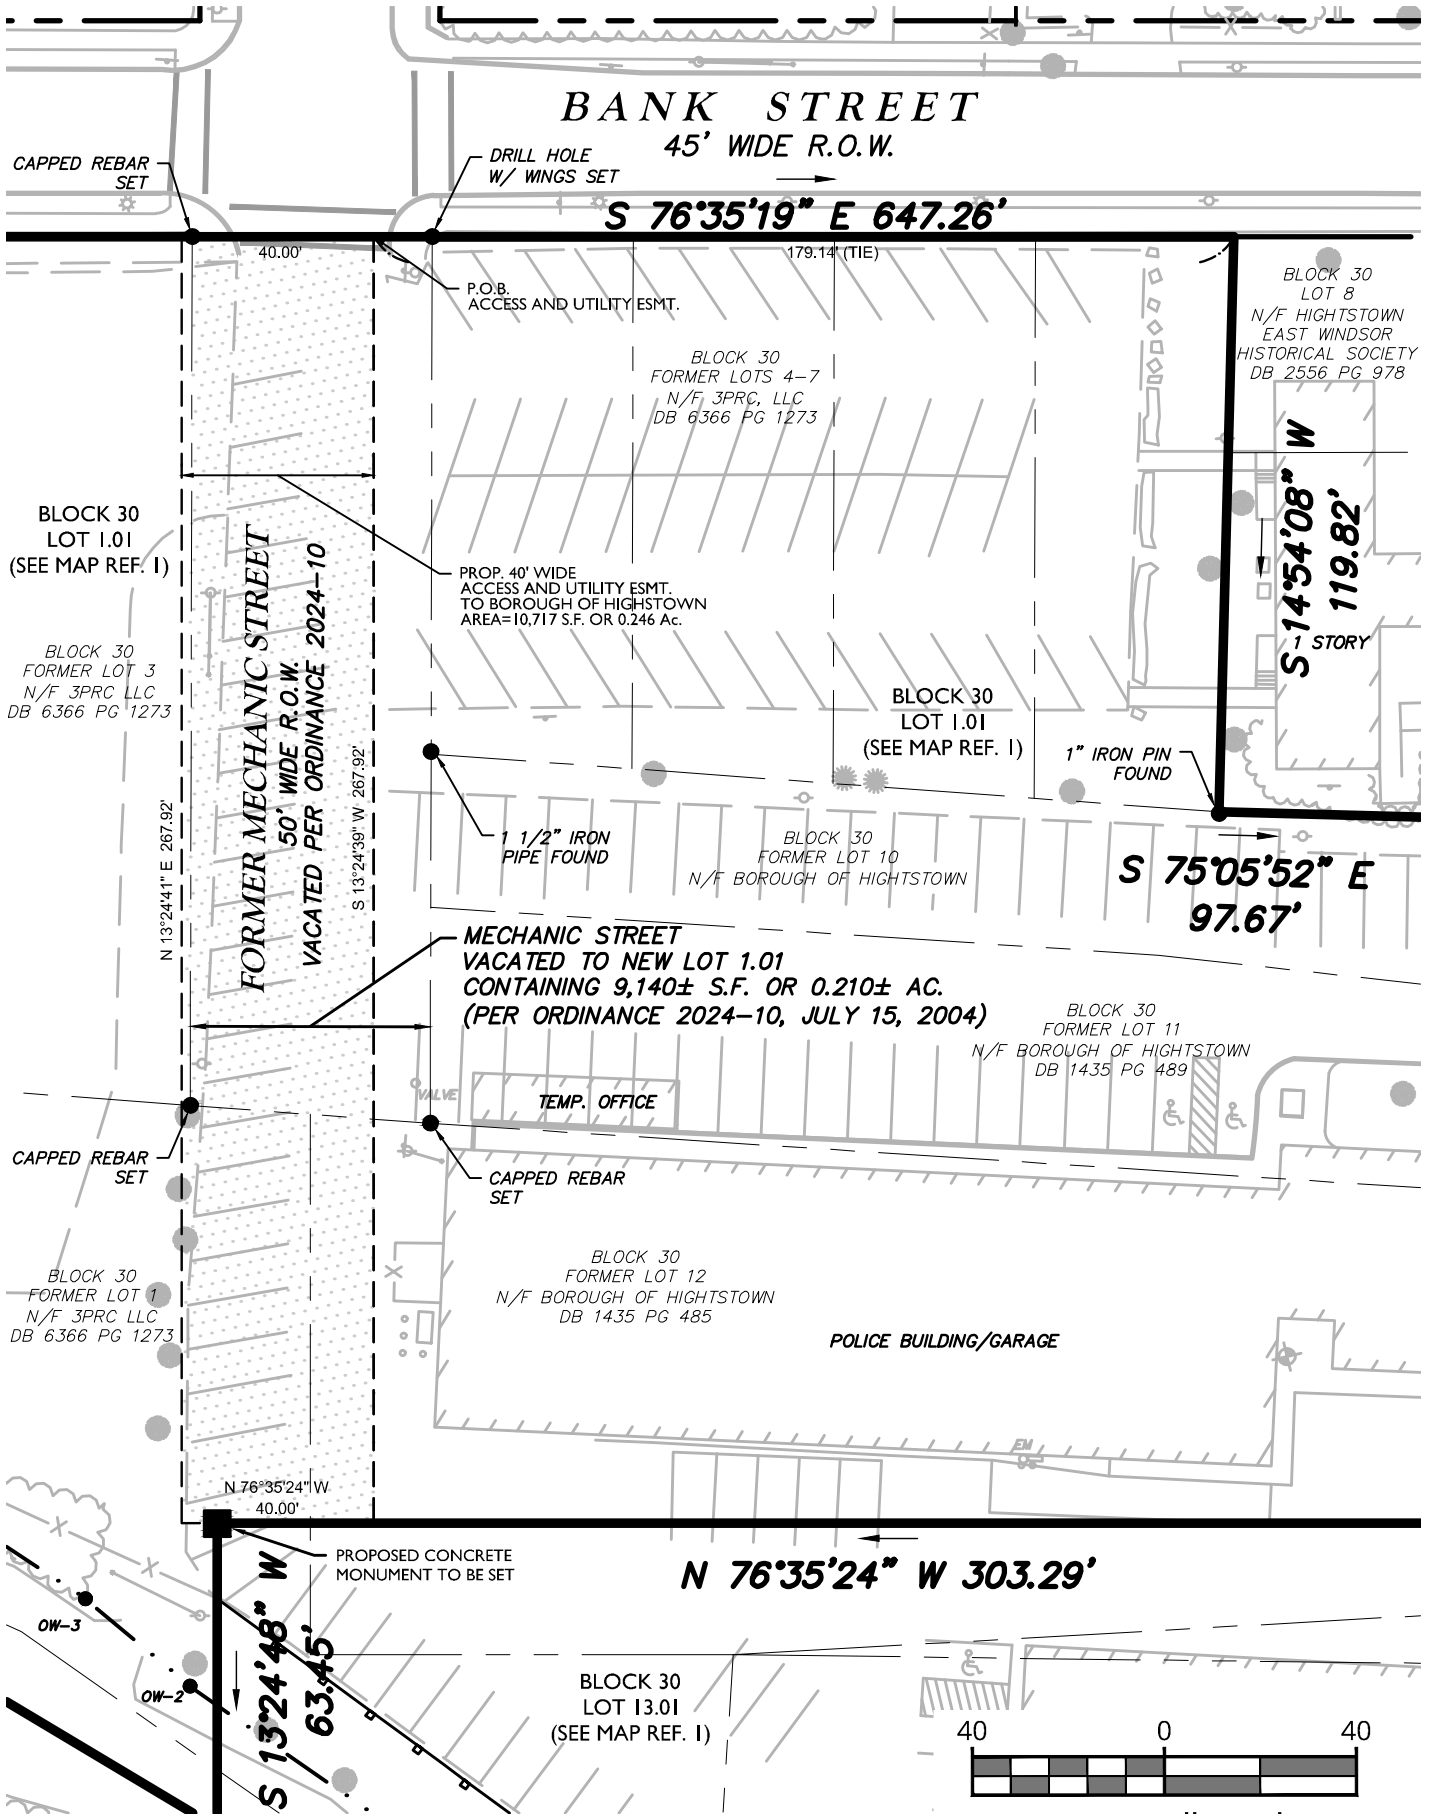 BANK STREET
45' WIDE R.O.W.
CAPPED REBAR
SET
DRILL HOLE
W/ WINGS SET
S 76°35'19" E 647.26'
40.00'
179.14' (TIE)
P.O.B.
ACCESS AND UTILITY ESMT.
BLOCK 30
LOT 8
N/F HIGHTSTOWN
EAST WINDSOR
HISTORICAL SOCIETY
DB 2556 PG 978
BLOCK 30
FORMER LOTS 4-7
N/F 3PRC, LLC
DB 6366 PG 1273
S 14°54'08" W
119.82'
1 STORY
BLOCK 30
LOT 1.01
(SEE MAP REF. 1)
PROP. 40' WIDE
ACCESS AND UTILITY ESMT.
TO BOROUGH OF HIGHSTOWN
AREA=10,717 S.F. OR 0.246 Ac.
FORMER MECHANIC STREET
50' WIDE R.O.W.
VACATED PER ORDINANCE 2024-10
BLOCK 30
FORMER LOT 3
N/F 3PRC LLC
DB 6366 PG 1273
N 13°24'41" E 267.92'
S 13°24'39" W 267.92'
BLOCK 30
LOT 1.01
(SEE MAP REF. 1)
1" IRON PIN
FOUND
1 1/2" IRON
PIPE FOUND
BLOCK 30
FORMER LOT 10
N/F BOROUGH OF HIGHTSTOWN
S 75°05'52" E
97.67'
MECHANIC STREET
VACATED TO NEW LOT 1.01
CONTAINING 9,140± S.F. OR 0.210± AC.
(PER ORDINANCE 2024-10, JULY 15, 2004)
BLOCK 30
FORMER LOT 11
N/F BOROUGH OF HIGHTSTOWN
DB 1435 PG 489
VALVE
TEMP. OFFICE
CAPPED REBAR
SET
CAPPED REBAR
SET
BLOCK 30
FORMER LOT 1
N/F 3PRC LLC
DB 6366 PG 1273
BLOCK 30
FORMER LOT 12
N/F BOROUGH OF HIGHTSTOWN
DB 1435 PG 485
POLICE BUILDING/GARAGE
EM
N 76°35'24" W
40.00'
PROPOSED CONCRETE
MONUMENT TO BE SET
N 76°35'24" W 303.29'
S 13°24'48" W
63.45'
OW-3
OW-2
BLOCK 30
LOT 13.01
(SEE MAP REF. 1)
40 0 40